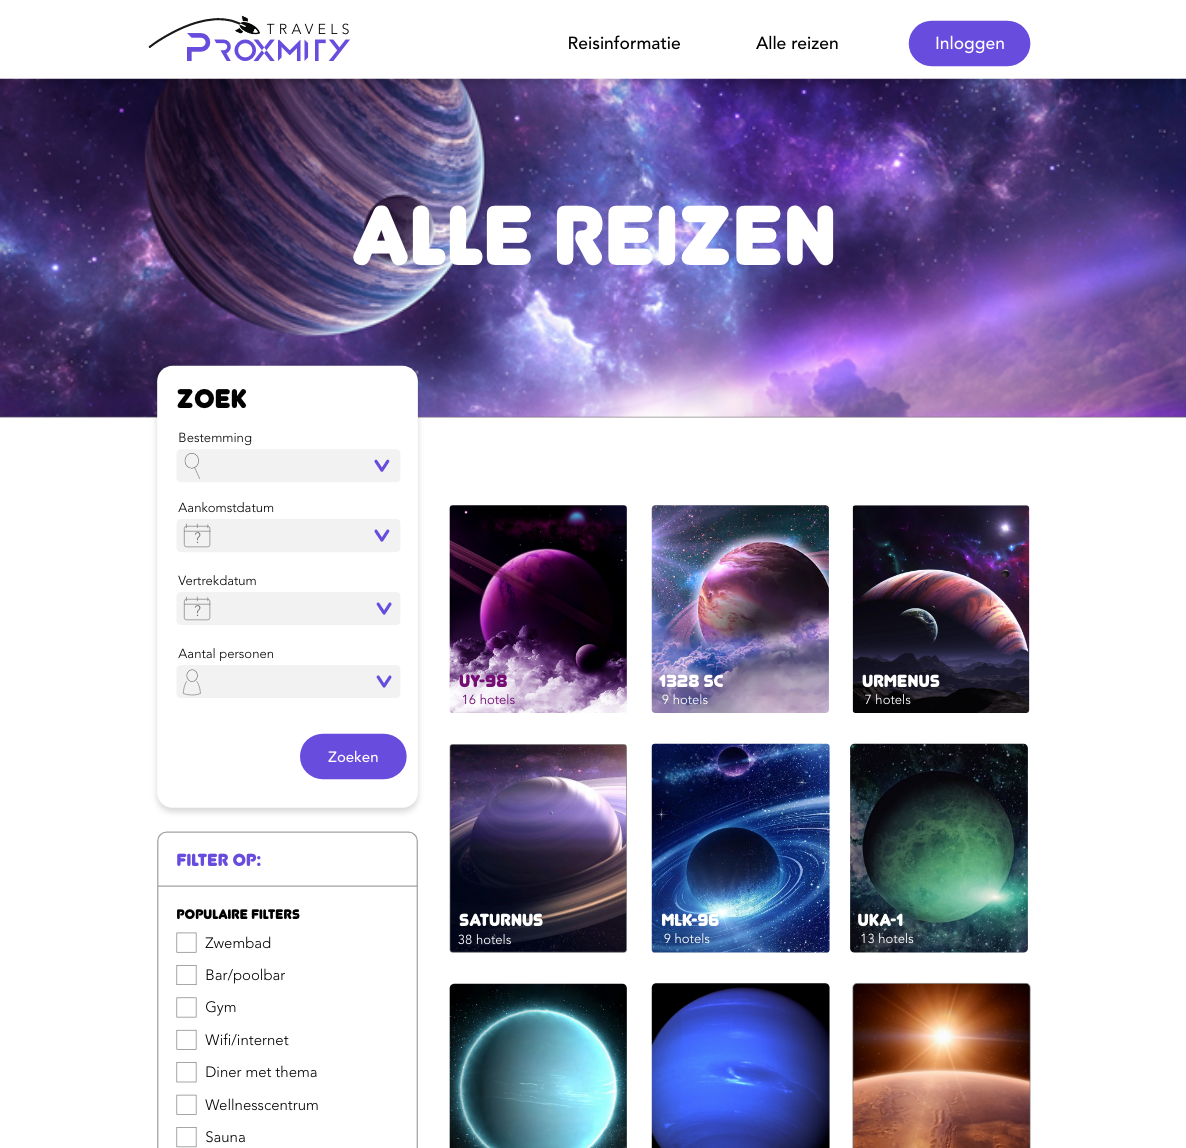 TRAVELS
PROXMITY
Reisinformatie
Alle reizen
Inloggen
ALLE REIZEN
ZOEK
Bestemming
Aankomstdatum
?
Vertrekdatum
?
Aantal personen
Zoeken
FILTER OP:
POPULAIRE FILTERS
Zwembad
Bar/poolbar
Gym
Wifi/internet
Diner met thema
Wellnesscentrum
Sauna
UY-98
16 hotels
1328 SC
9 hotels
URMENUS
7 hotels
SATURNUS
38 hotels
MLK-96
9 hotels
UKA-1
13 hotels